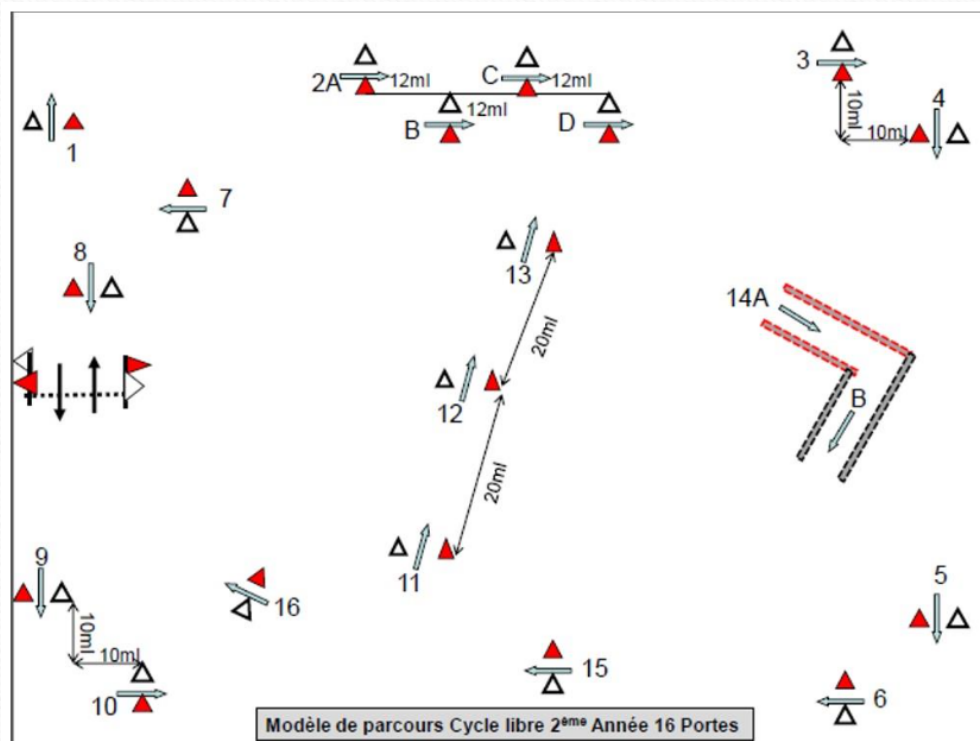 1
2A
12ml
C
12ml
B
12ml
D
3
10ml
10ml
4
7
8
13
20ml
12
20ml
11
14A
B
9
10ml
10ml
10
16
15
5
6
Modèle de parcours Cycle libre 2ème Année 16 Portes